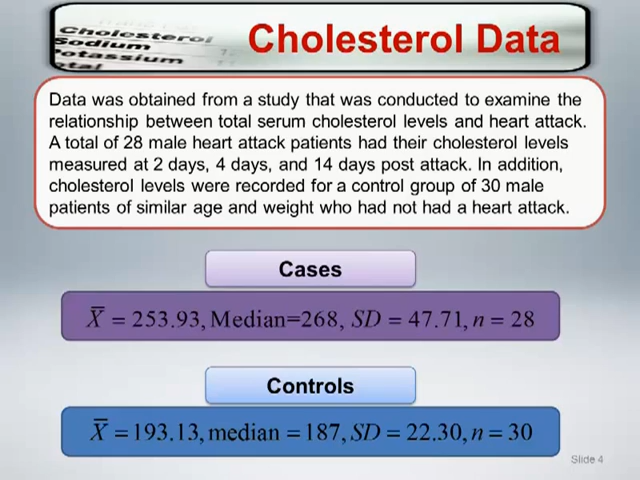 Cholesterol
Sodium
Potassium
Cholesterol Data
Data was obtained from a study that was conducted to examine the
relationship between total serum cholesterol levels and heart attack.
A total of 28 male heart attack patients had their cholesterol levels
measured at 2 days, 4 days, and 14 days post attack. In addition,
cholesterol levels were recorded for a control group of 30 male
patients of similar age and weight who had not had a heart attack.
Cases
X̅ = 253.93, Median=268, SD = 47.71, n = 28
Controls
X̅ = 193.13, median = 187, SD = 22.30, n = 30
Slide 4